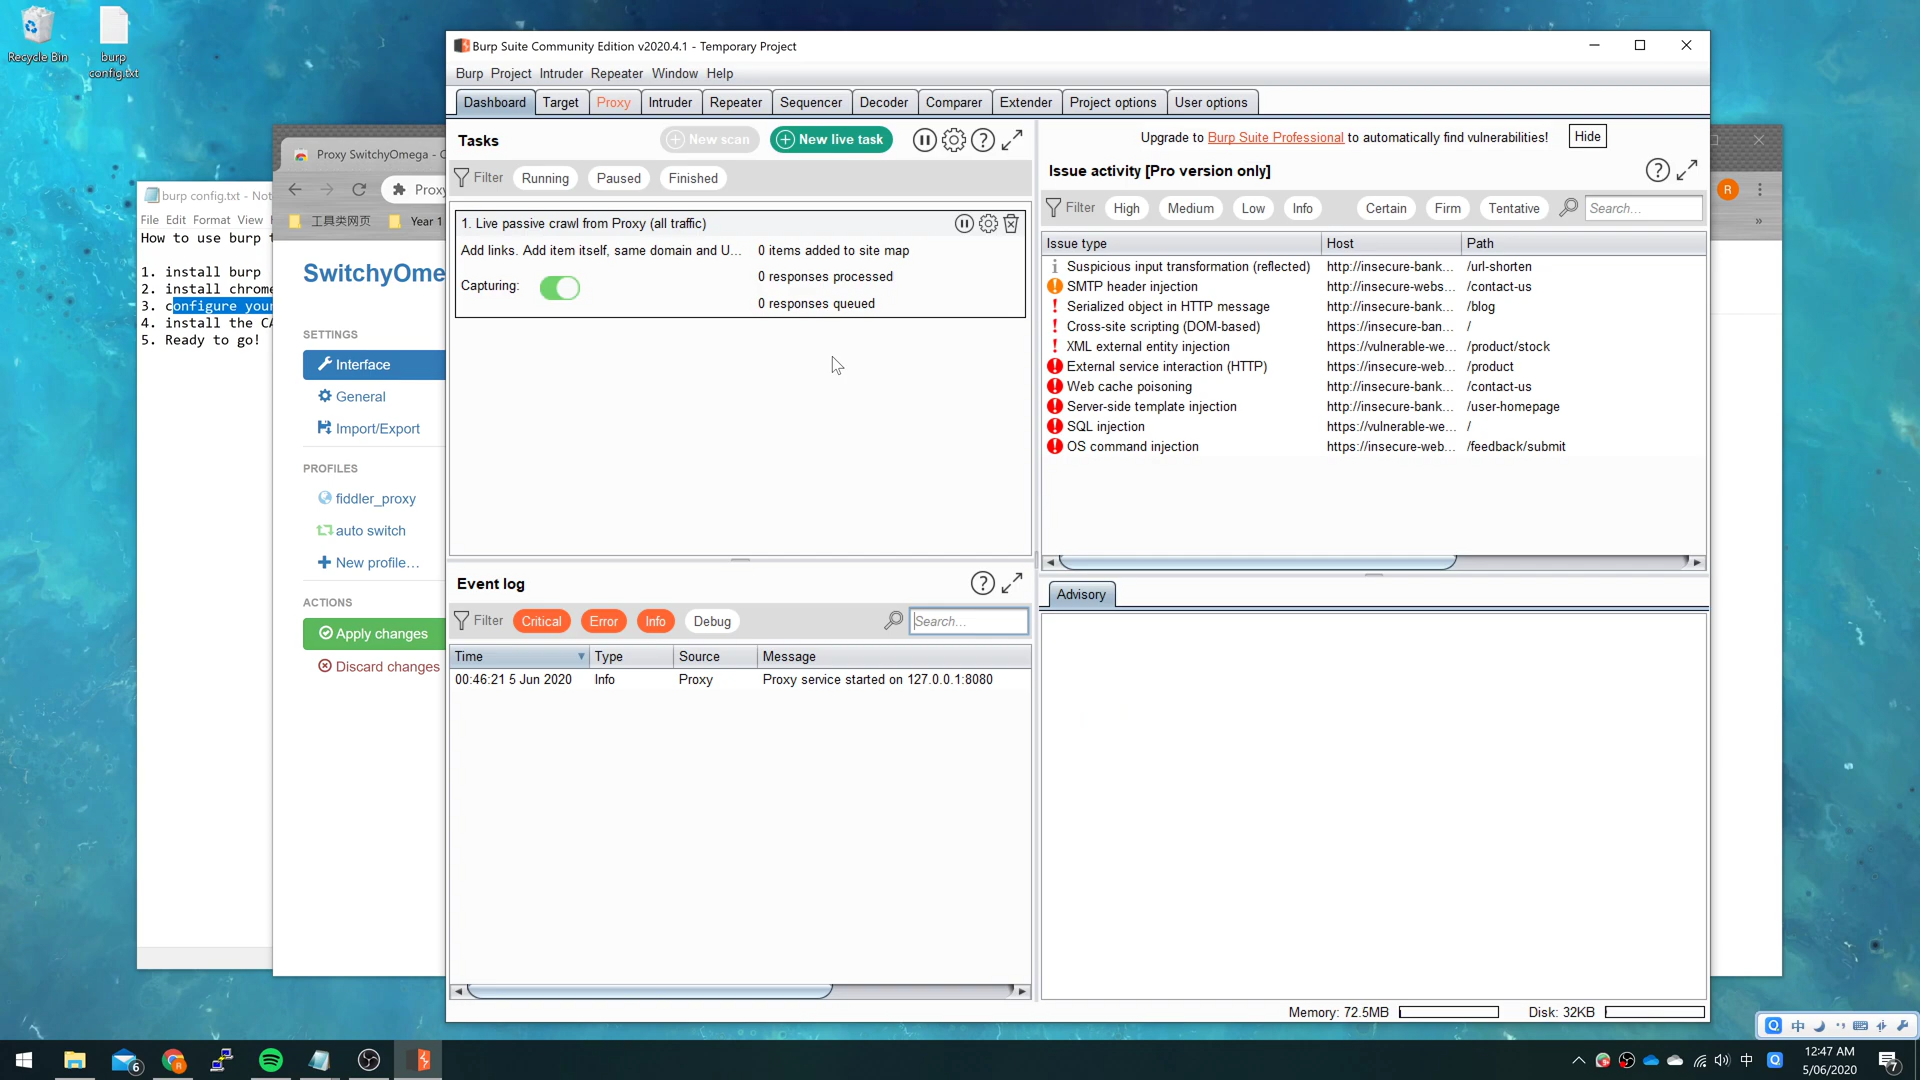 Recycle Bin
burp
config.txt
burp config.txt - Not
File Edit Format View
How to use burp t
1. install burp
2. install chrome
3. configure your
4. install the CA
5. Ready to go!
Proxy SwitchyOmega - C
Proxy
工具类网页
Year 1
SwitchyOme
SETTINGS
Interface
General
Import/Export
PROFILES
fiddler_proxy
auto switch
New profile…
ACTIONS
Apply changes
Discard changes
R
»
Burp Suite Community Edition v2020.4.1 - Temporary Project
Burp Project Intruder Repeater Window Help
Dashboard Target Proxy Intruder Repeater Sequencer Decoder Comparer Extender Project options User options
Tasks
New scan
New live task
Filter Running Paused Finished
1. Live passive crawl from Proxy (all traffic)
Add links. Add item itself, same domain and U... 0 items added to site map
0 responses processed
Capturing:
0 responses queued
Upgrade to Burp Suite Professional to automatically find vulnerabilities! Hide
Issue activity [Pro version only]
Filter High Medium Low Info Certain Firm Tentative Search...
Issue type Host Path
Suspicious input transformation (reflected) http://insecure-bank... /url-shorten
SMTP header injection http://insecure-webs... /contact-us
Serialized object in HTTP message https://insecure-bank... /blog
Cross-site scripting (DOM-based) https://insecure-ban... /
XML external entity injection https://vulnerable-we... /product/stock
External service interaction (HTTP) https://insecure-web... /product
Web cache poisoning http://insecure-bank... /contact-us
Server-side template injection http://insecure-bank... /user-homepage
SQL injection https://vulnerable-we... /
OS command injection https://insecure-web... /feedback/submit
Event log
Filter Critical Error Info Debug Search...
Time Type Source Message
00:46:21 5 Jun 2020 Info Proxy Proxy service started on 127.0.0.1:8080
Advisory
Memory: 72.5MB
Disk: 32KB
中
6
R
中
12:47 AM
5/06/2020
7